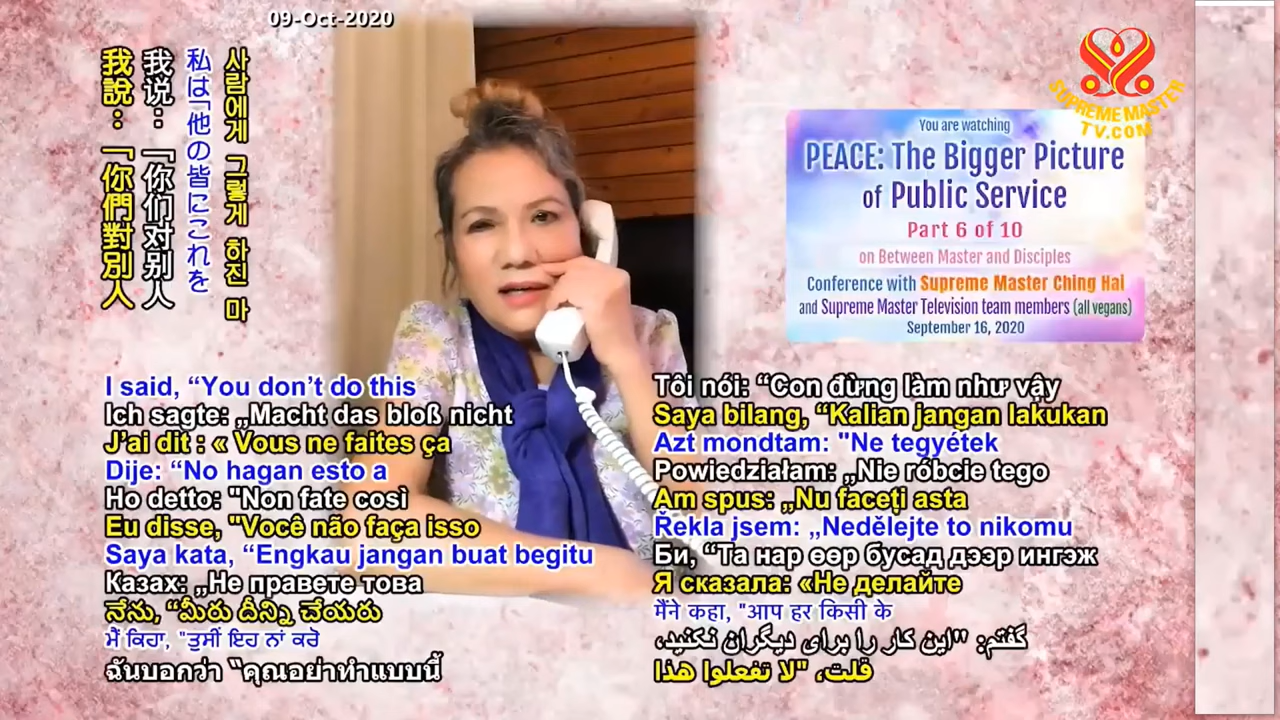 09-Oct-2020
사람에게 그렇게 하진 마
私は「他の皆にこれを
我说：「你们对别人
我說：「你們對別人
SUPREME MASTER
TV.COM
You are watching
PEACE: The Bigger Picture
of Public Service
Part 6 of 10
on Between Master and Disciples
Conference with Supreme Master Ching Hai
and Supreme Master Television team members (all vegans)
September 16, 2020
I said, “You don’t do this
Ich sagte: „Macht das bloß nicht
J’ai dit : « Vous ne faites ça
Dije: “No hagan esto a
Ho detto: "Non fate così
Eu disse, "Você não faça isso
Saya kata, “Engkau jangan buat begitu
Казах: „Не правете това
నేను, “మీరు దీన్ని చేయరు
ਮੈਂ ਕਿਹਾ, "ਤੁਸੀਂ ਇਹ ਨਾਂ ਕਰੋ
ฉันบอกว่า “คุณอย่าทำแบบนี้
Tôi nói: “Con đừng làm như vậy
Saya bilang, “Kalian jangan lakukan
Azt mondtam: "Ne tegyétek
Powiedziałam: „Nie róbcie tego
Am spus: „Nu faceți asta
Řekla jsem: „Nedělejte to nikomu
Би, “Та нар өөр бусад дээр ингэж
Я сказала: «Не делайте
मैंने कहा, "आप हर किसी के
گفتم: "این کار را برای دیگران نکنید،
قلت، "لا تفعلوا هذا